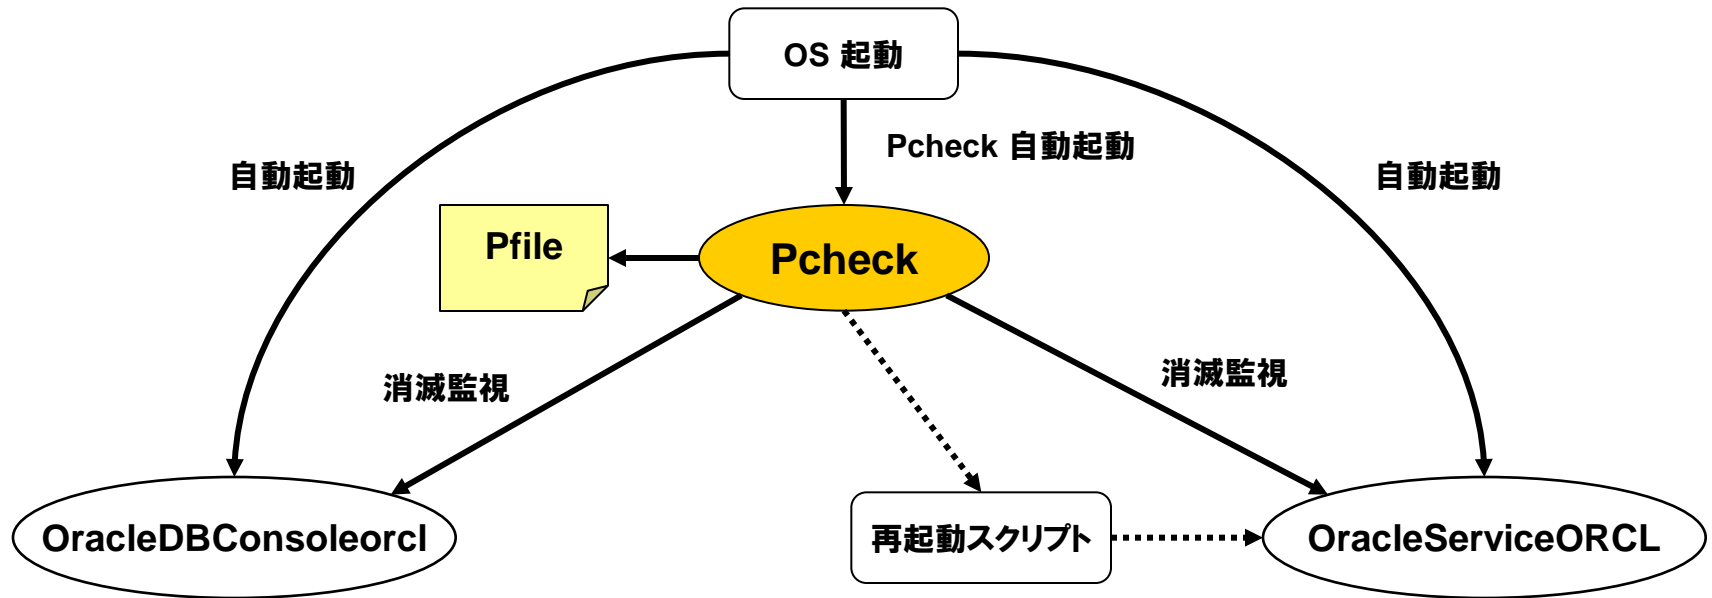 OS 起動
Pcheck 自動起動
自動起動
自動起動
Pfile
Pcheck
消滅監視
消滅監視
OracleDBConsoleorcl
再起動スクリプト
OracleServiceORCL